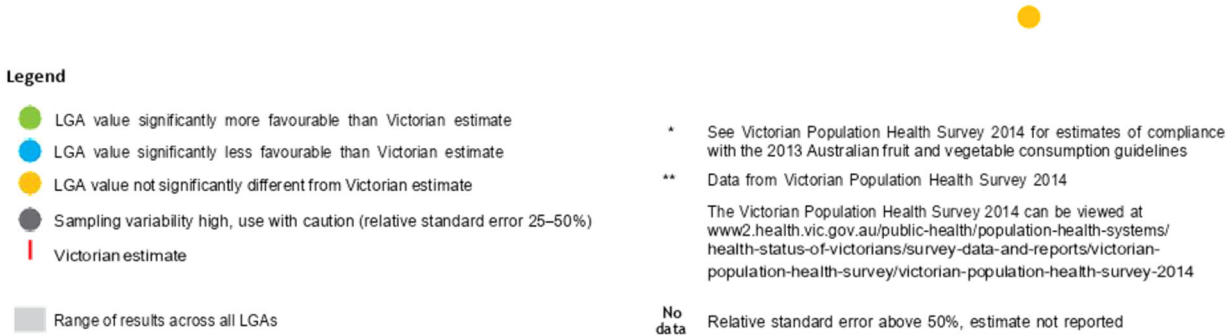 Legend
LGA value significantly more favourable than Victorian estimate
LGA value significantly less favourable than Victorian estimate
LGA value not significantly different from Victorian estimate
Sampling variability high, use with caution (relative standard error 25–50%)
Victorian estimate
Range of results across all LGAs
* See Victorian Population Health Survey 2014 for estimates of compliance
with the 2013 Australian fruit and vegetable consumption guidelines
** Data from Victorian Population Health Survey 2014
The Victorian Population Health Survey 2014 can be viewed at
www2.health.vic.gov.au/public-health/population-health-systems/
health-status-of-victorians/survey-data-and-reports/victorian-
population-health-survey/victorian-population-health-survey-2014
No
data Relative standard error above 50%, estimate not reported